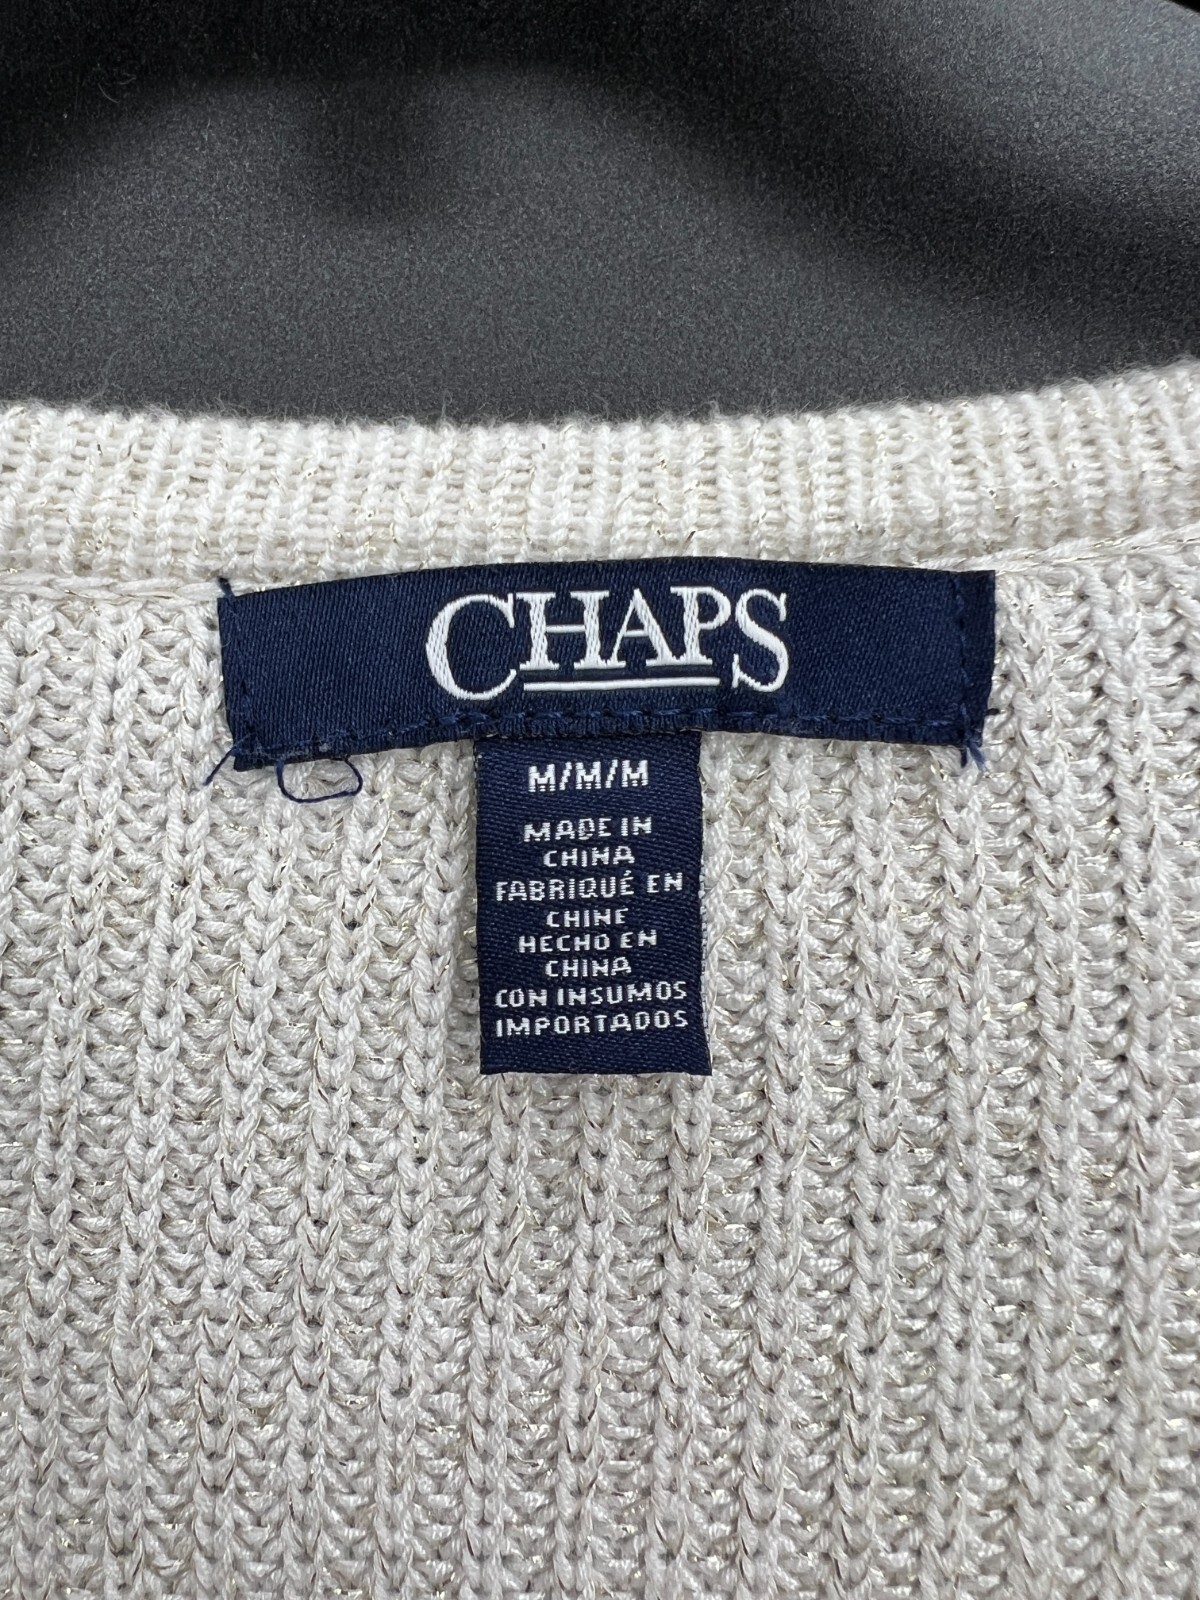 CHAPS
M/M/M
MADE IN
CHINA
FABRIQUÉ EN
CHINE
HECHO EN
CHINA
CON INSUMOS
IMPORTADOS